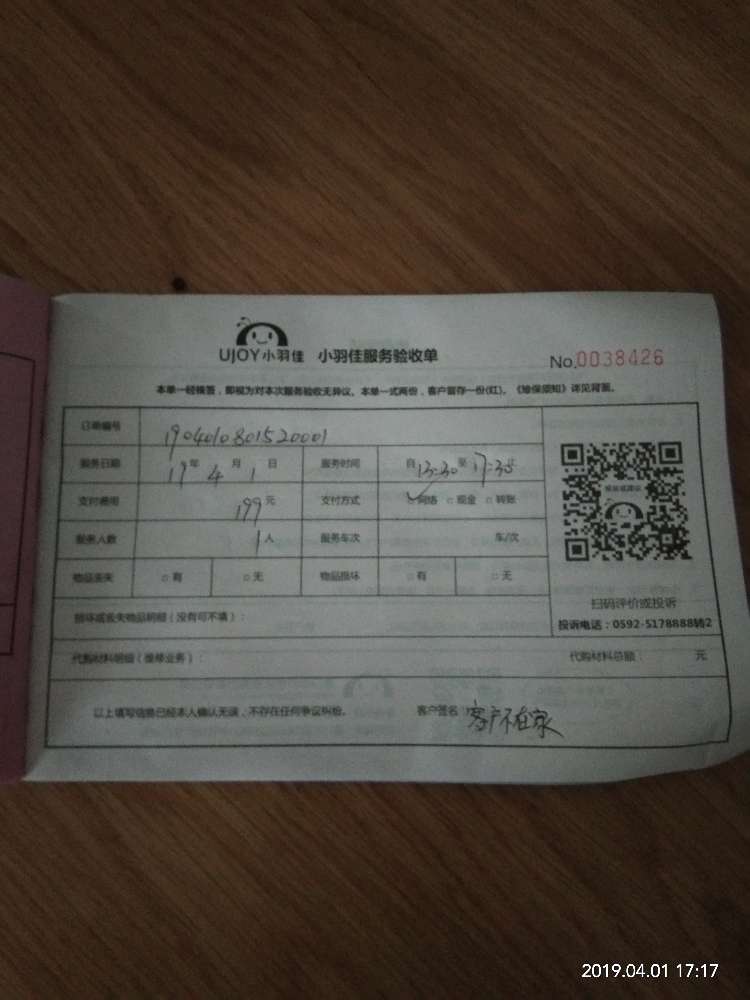 UJOY小羽佳 小羽佳服务验收单
No.0038426
本单一经接签，即视为对本次服务验收无异议。本单一式两份，客户留存一份(红)。《验保须知》详见背面。
订单编号 1904010801520001
服务日期 19年4月1日 服务时间 自13:30至17:30止
支付费用 199元 支付方式 网络 □现金 □转账
服务人数 1人 服务车次 车/次
物品丢失 □有 □无 物品损坏 □有 □无
损坏或丢失物品明细（没有可不填）：
扫码评价或投诉
投诉电话：0592-5178888转2
代购材料明细（维修业务）： 代购材料总额： 元
以上填写信息已经本人确认无误，不存在任何争议纠纷。 客户签名 客户不在家
2019.04.01 17:17